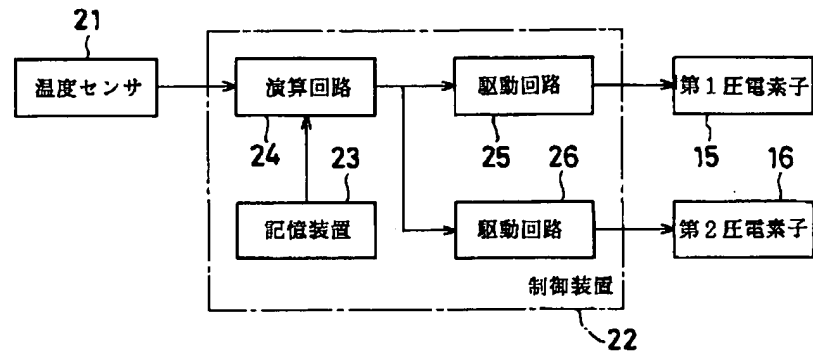 21
温度センサ
演算回路
24
駆動回路
25
第1圧電素子
15
23
記憶装置
26
駆動回路
16
第2圧電素子
制御装置
22